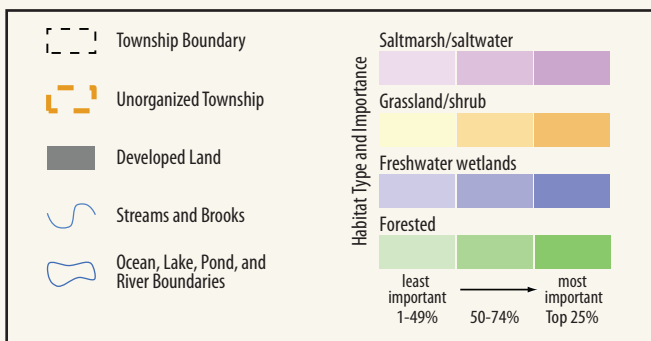 Township Boundary
Unorganized Township
Developed Land
Streams and Brooks
Ocean, Lake, Pond, and
River Boundaries
Habitat Type and Importance
Saltmarsh/saltwater
Grassland/shrub
Freshwater wetlands
Forested
least most
important important
1-49% 50-74% Top 25%